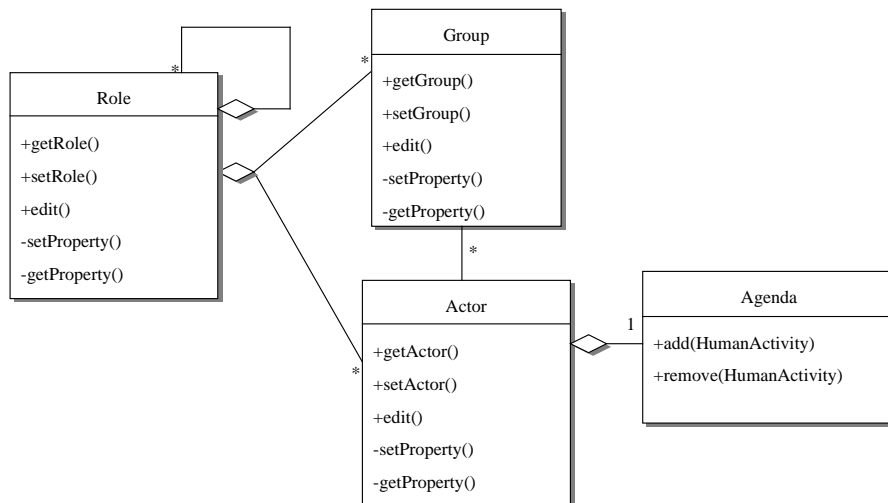 Group
+getGroup()
+setGroup()
+edit()
-setProperty()
-getProperty()
*
*
Role
+getRole()
+setRole()
+edit()
-setProperty()
-getProperty()
*
*
Actor
+getActor()
+setActor()
+edit()
-setProperty()
-getProperty()
1
Agenda
+add(HumanActivity)
+remove(HumanActivity)